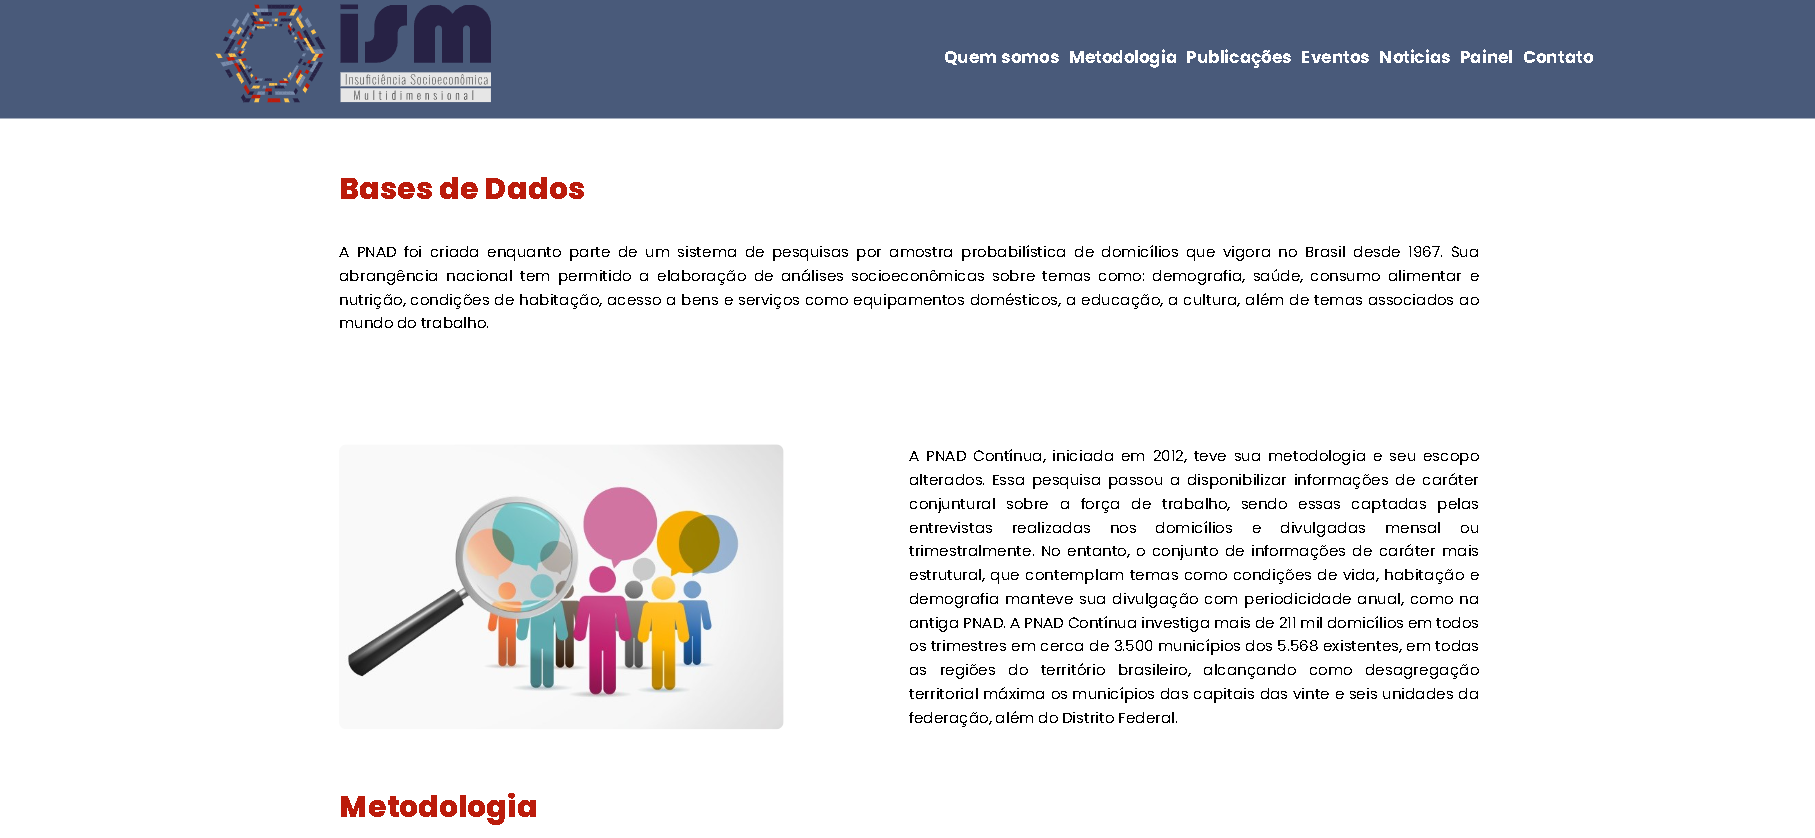 ism
Insuficiência Socioeconômica
Multidimensional
Quem somos Metodologia Publicações Eventos Noticias Painel Contato
Bases de Dados
A PNAD foi criada enquanto parte de um sistema de pesquisas por amostra probabilística de domicílios que vigora no Brasil desde 1967. Sua
abrangência nacional tem permitido a elaboração de análises socioeconômicas sobre temas como: demografia, saúde, consumo alimentar e
nutrição, condições de habitação, acesso a bens e serviços como equipamentos domésticos, a educação, a cultura, além de temas associados ao
mundo do trabalho.
A PNAD Contínua, iniciada em 2012, teve sua metodologia e seu escopo
alterados. Essa pesquisa passou a disponibilizar informações de caráter
conjuntural sobre a força de trabalho, sendo essas captadas pelas
entrevistas realizadas nos domicílios e divulgadas mensal ou
trimestralmente. No entanto, o conjunto de informações de caráter mais
estrutural, que contemplam temas como condições de vida, habitação e
demografia manteve sua divulgação com periodicidade anual, como na
antiga PNAD. A PNAD Contínua investiga mais de 211 mil domicílios em todos
os trimestres em cerca de 3.500 municípios dos 5.568 existentes, em todas
as regiões do território brasileiro, alcançando como desagregação
territorial máxima os municípios das capitais das vinte e seis unidades da
federação, além do Distrito Federal.
Metodologia